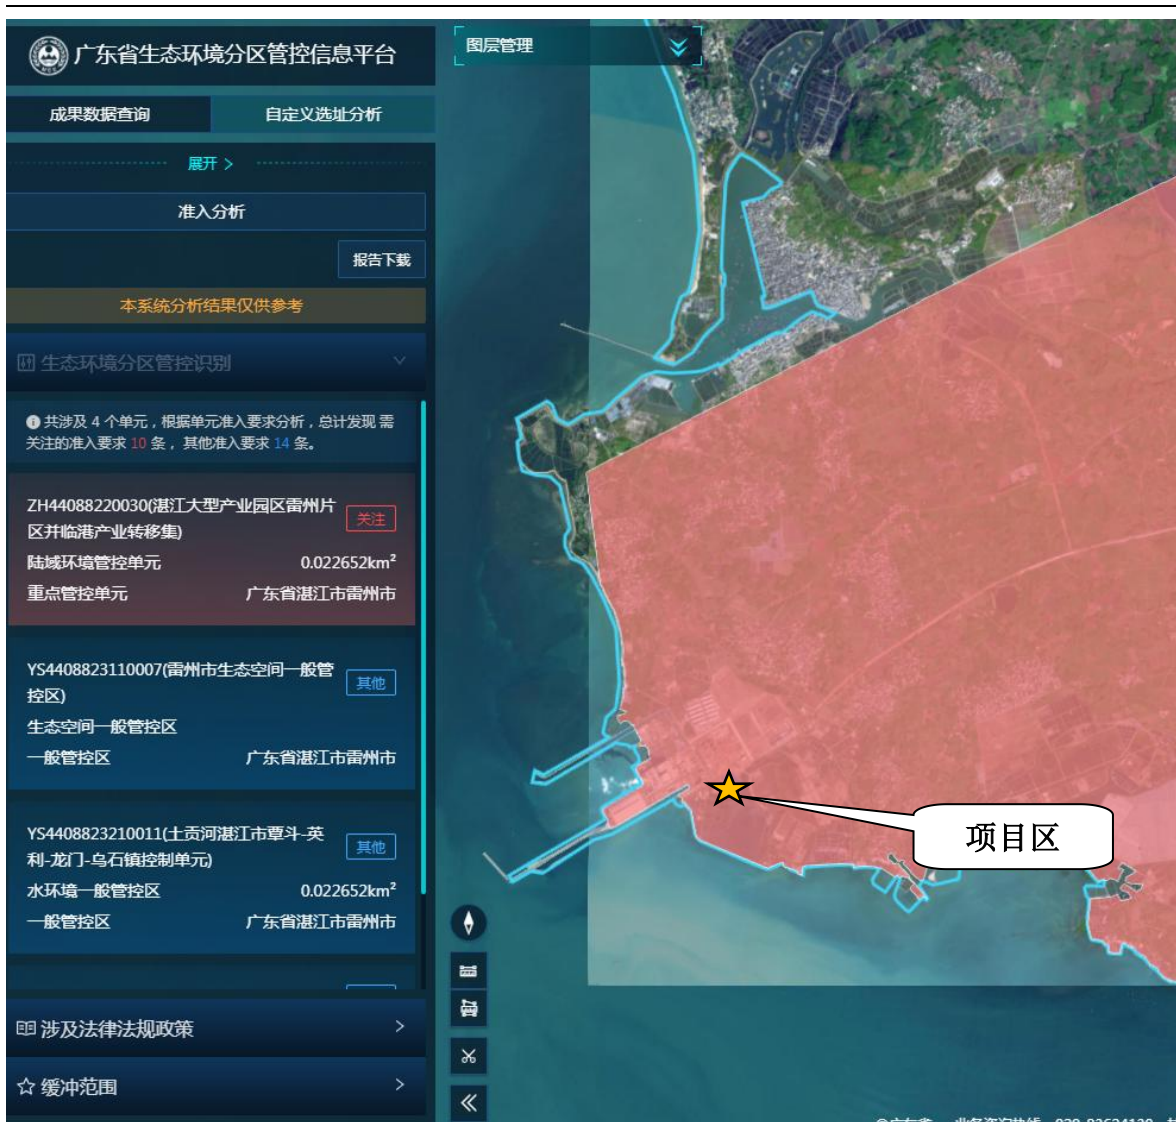 广东省生态环境分区管控信息平台
成果数据查询
自定义选址分析
展开 >
准入分析
报告下载
本系统分析结果仅供参考
生态环境分区管控识别
共涉及 4 个单元，根据单元准入要求分析，总计发现 需
关注的准入要求 10 条，其他准入要求 14 条。
ZH44088220030(湛江大型产业园区雷州片
区并临港产业转移集)
关注
陆域环境管控单元 0.022652km²
重点管控单元 广东省湛江市雷州市
YS4408823110007(雷州市生态空间一般管
控区)
其他
生态空间一般管控区
一般管控区 广东省湛江市雷州市
YS4408823210011(土贡河湛江市覃斗-英
利-龙门-乌石镇控制单元)
其他
水环境一般管控区 0.022652km²
一般管控区 广东省湛江市雷州市
涉及法律法规政策
缓冲范围
图层管理
项目区